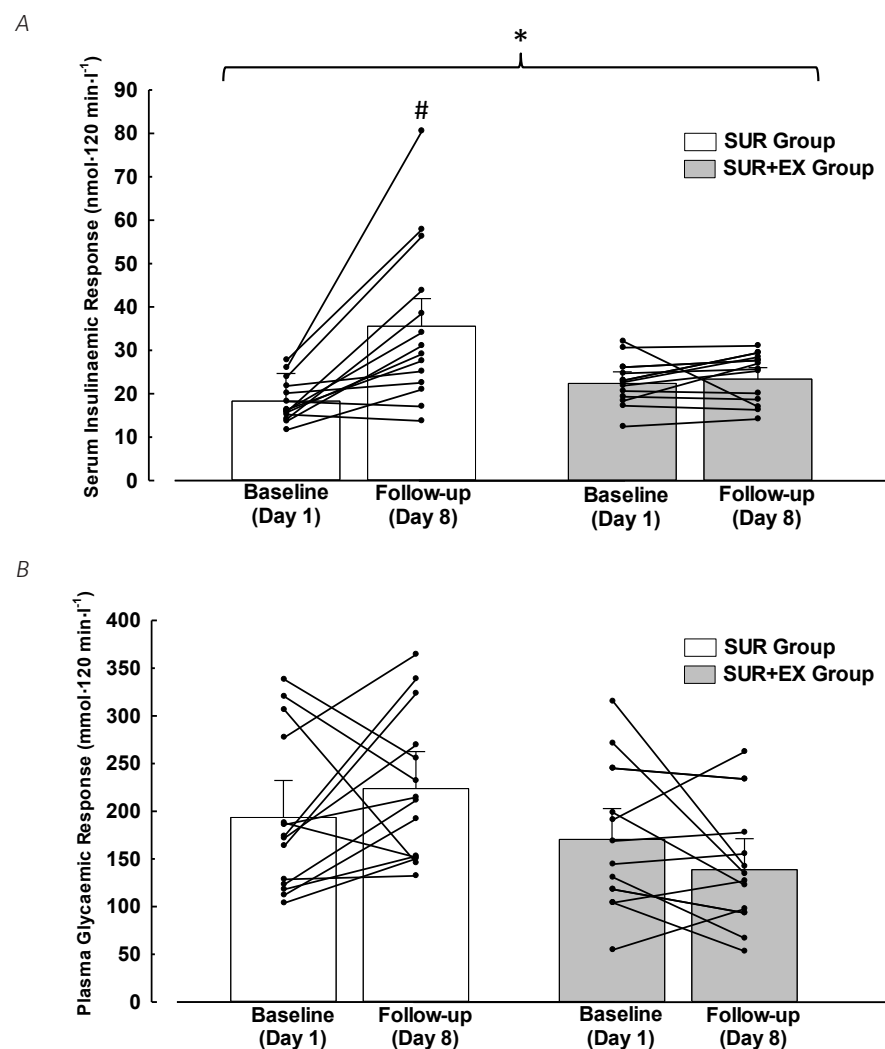 A
*
Serum Insulinaemic Response (nmol·120 min·l⁻¹)
90
80
70
60
50
40
30
20
10
0
#
SUR Group
SUR+EX Group
Baseline
(Day 1)
Follow-up
(Day 8)
Baseline
(Day 1)
Follow-up
(Day 8)
B
Plasma Glycaemic Response (mmol·120 min·l⁻¹)
400
350
300
250
200
150
100
50
0
SUR Group
SUR+EX Group
Baseline
(Day 1)
Follow-up
(Day 8)
Baseline
(Day 1)
Follow-up
(Day 8)